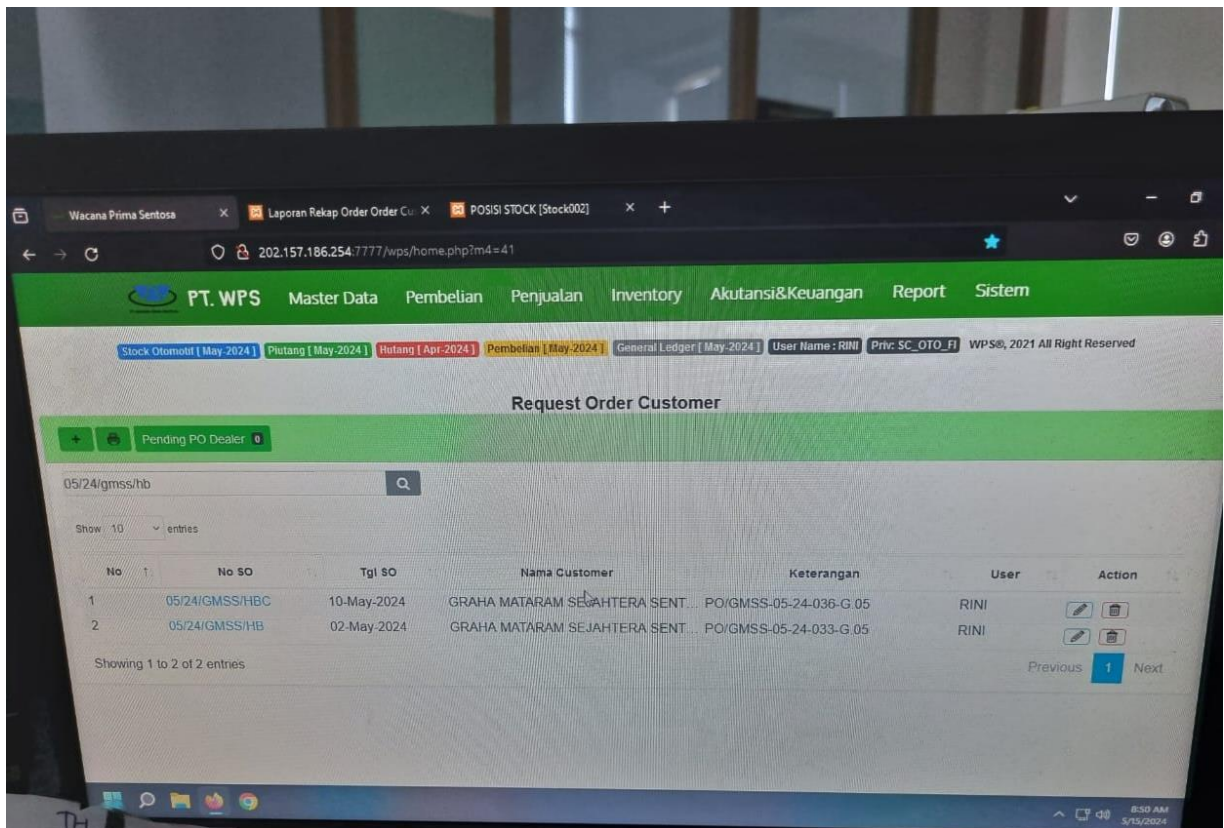 Wacana Prima Sentosa
Laporan Rekap Order Order Cu
POSISI STOCK [Stock002]
202.157.186.254:7777/wps/home.php?m4=41
PT. WPS Master Data Pembelian Penjualan Inventory Akutansi&Keuangan Report Sistem
Stock Otomotif [ May-2024 ] Piutang [ May-2024 ] Hutang [ Apr-2024 ] Pembelian [ May-2024 ] General Ledger [ May-2024 ] User Name : RINI Priv: SC_OTO_FI WPS®, 2021 All Right Reserved
Request Order Customer
+ Pending PO Dealer 0
05/24/gmss/hb
Show 10 entries
No No SO Tgl SO Nama Customer Keterangan User Action
1 05/24/GMSS/HBC 10-May-2024 GRAHA MATARAM SEJAHTERA SENT... PO/GMSS-05-24-036-G.05 RINI
2 05/24/GMSS/HB 02-May-2024 GRAHA MATARAM SEJAHTERA SENT... PO/GMSS-05-24-033-G.05 RINI
Showing 1 to 2 of 2 entries
Previous 1 Next
8:50 AM
5/15/2024
TH